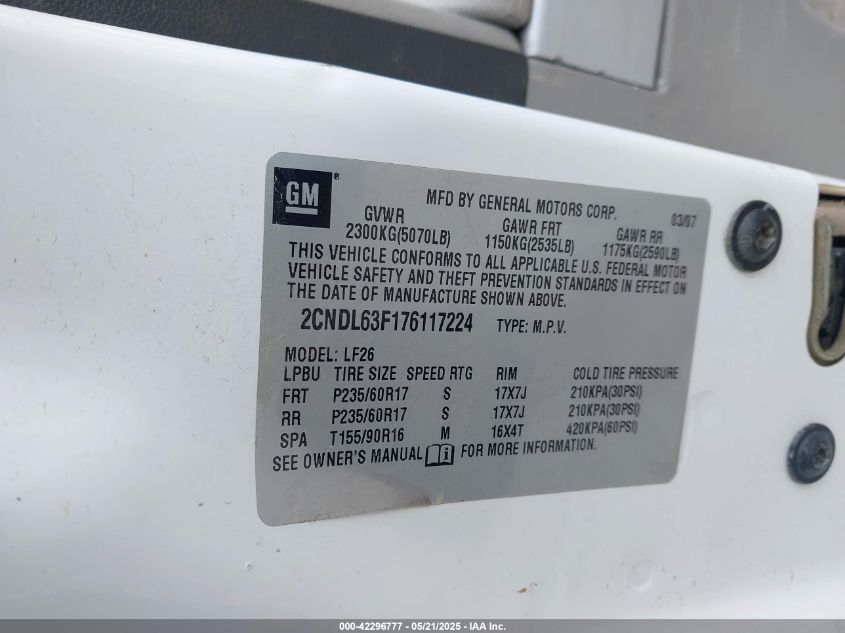 GM
MFD BY GENERAL MOTORS CORP. 03/07
GVWR GAWR FRT GAWR RR
2300KG(5070LB) 1150KG(2535LB) 1175KG(2590LB)
THIS VEHICLE CONFORMS TO ALL APPLICABLE U.S. FEDERAL MOTOR
VEHICLE SAFETY AND THEFT PREVENTION STANDARDS IN EFFECT ON
THE DATE OF MANUFACTURE SHOWN ABOVE.
2CNDL63F176117224 TYPE: M.P.V.
MODEL: LF26
LPBU TIRE SIZE SPEED RTG RIM COLD TIRE PRESSURE
FRT P235/60R17 S 17X7J 210KPA(30PSI)
RR P235/60R17 S 17X7J 210KPA(30PSI)
SPA T155/90R16 M 16X4T 420KPA(60PSI)
SEE OWNER'S MANUAL i FOR MORE INFORMATION.
000-42296777 - 05/21/2025 - IAA Inc.